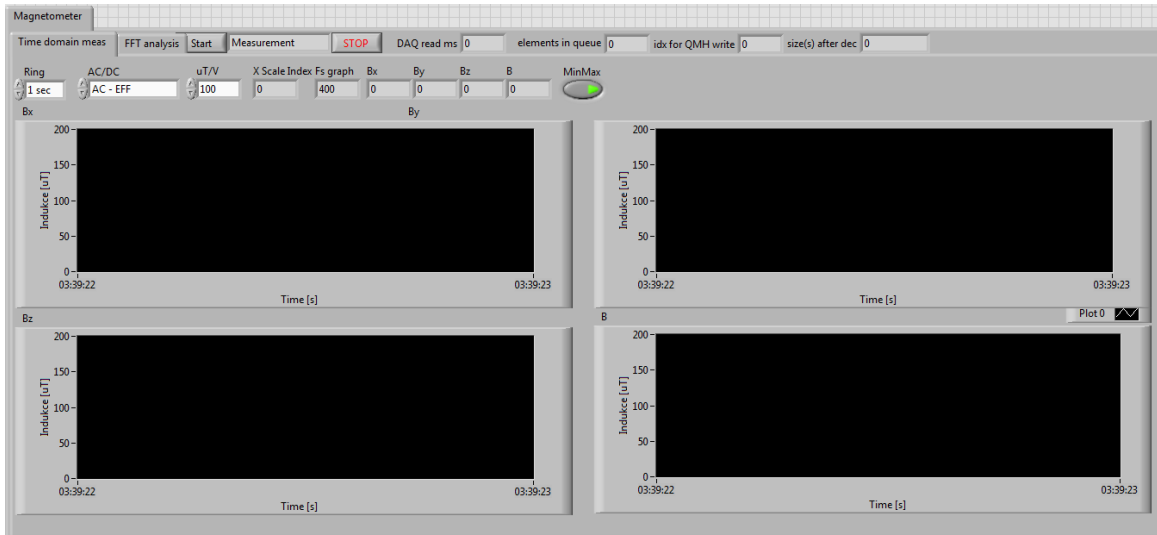 Magnetometer
Time domain meas FFT analysis Start Measurement STOP DAQ read ms 0 elements in queue 0 idx for QMH write 0 size(s) after dec 0
Ring AC/DC uT/V X Scale Index Fs graph Bx By Bz B MinMax
1 sec AC - EFF 100 0 400 0 0 0 0
Bx By
200
150
100
50
0
Indukce [uT]
03:39:22 03:39:23
Time [s]
200
150
100
50
0
Indukce [uT]
03:39:22 03:39:23
Time [s]
Bz
200
150
100
50
0
Indukce [uT]
03:39:22 03:39:23
Time [s]
B Plot 0
200
150
100
50
0
Indukce [uT]
03:39:22 03:39:23
Time [s]